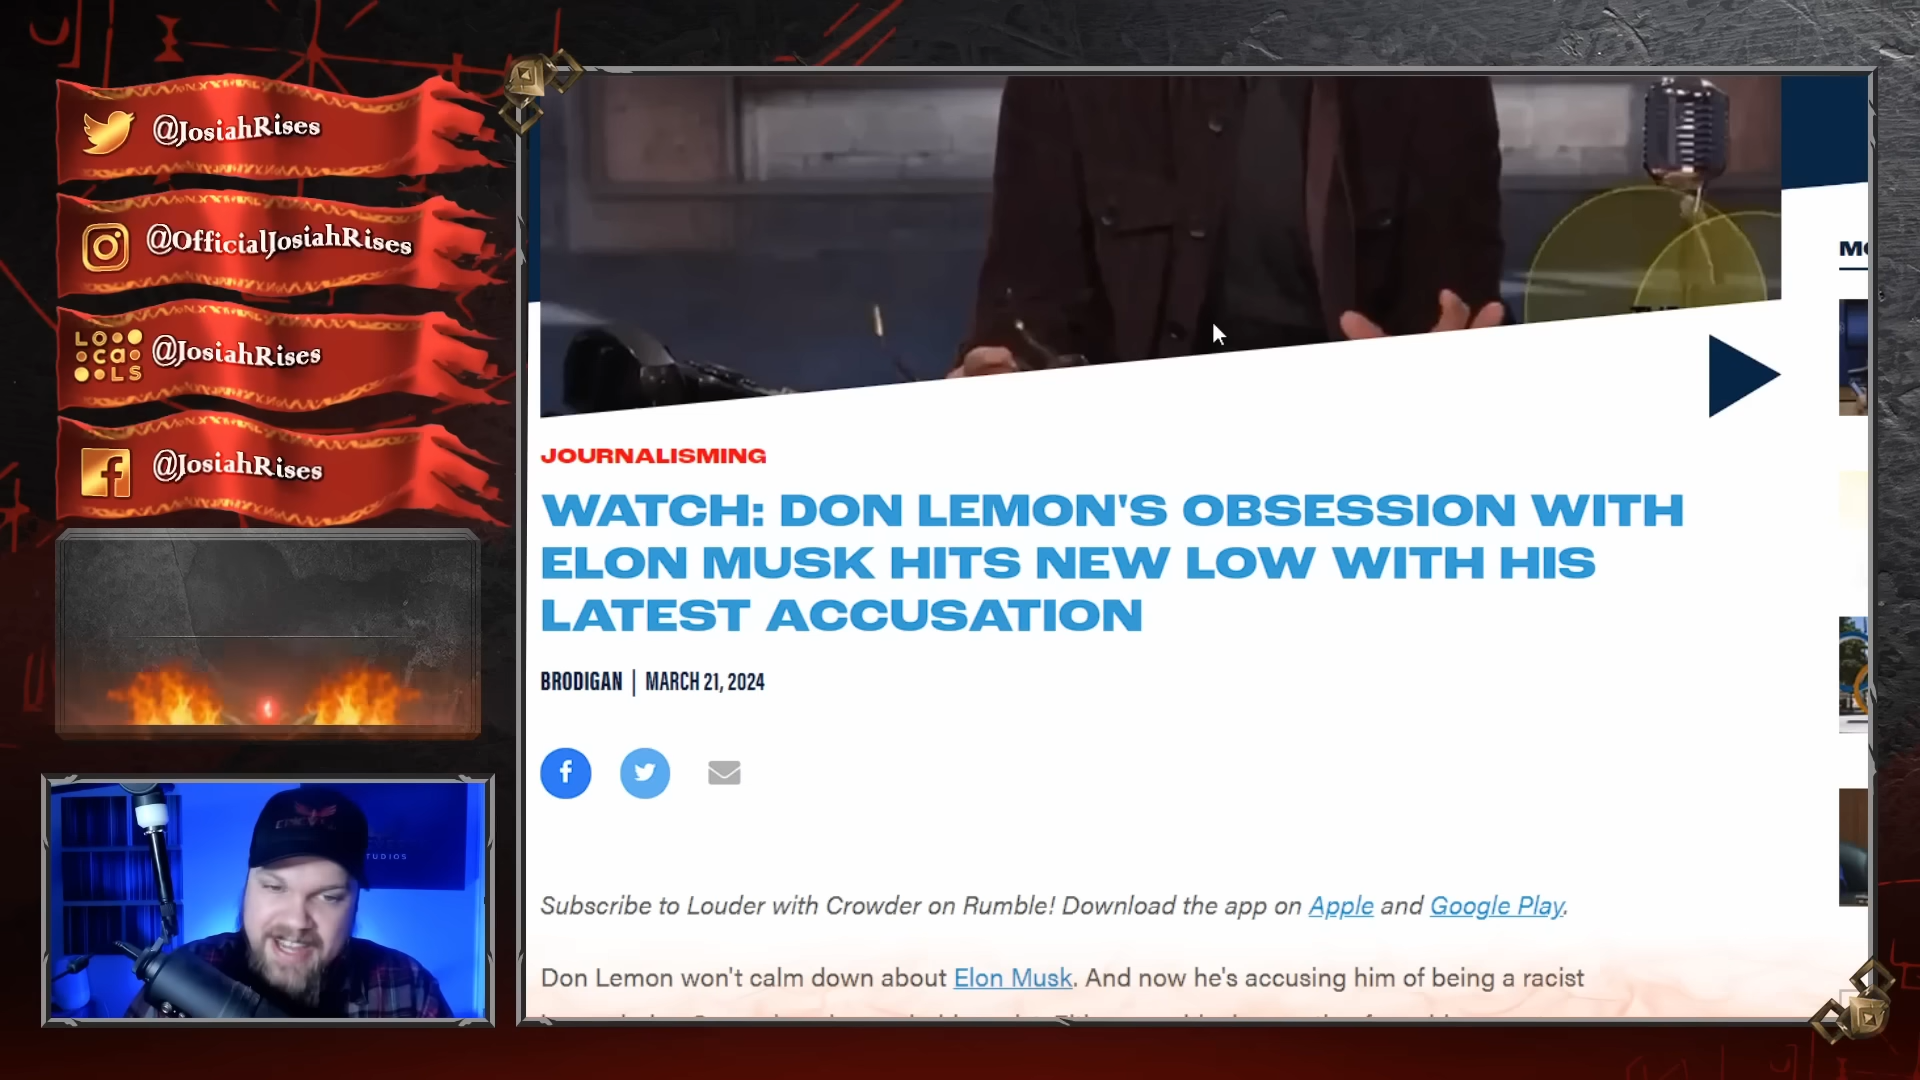 @JosiahRises
@OfficialJosiahRises
LOcaLS
@JosiahRises
@JosiahRises
STUDIOS
JOURNALISMING
WATCH: DON LEMON'S OBSESSION WITH
ELON MUSK HITS NEW LOW WITH HIS
LATEST ACCUSATION
BRODIGAN | MARCH 21, 2024
Subscribe to Louder with Crowder on Rumble! Download the app on Apple and Google Play.
Don Lemon won't calm down about Elon Musk. And now he's accusing him of being a racist